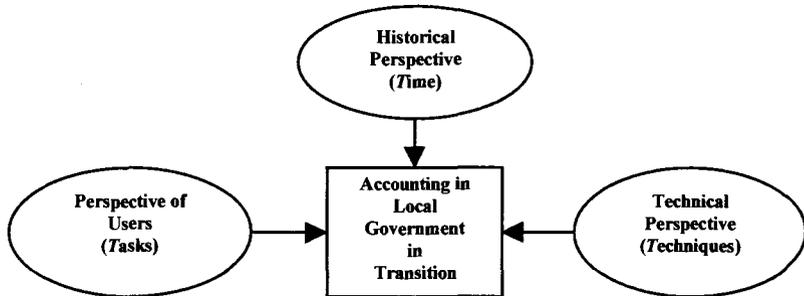 Historical
Perspective
(Time)
Perspective of
Users
(Tasks)
Accounting in
Local
Government
in
Transition
Technical
Perspective
(Techniques)